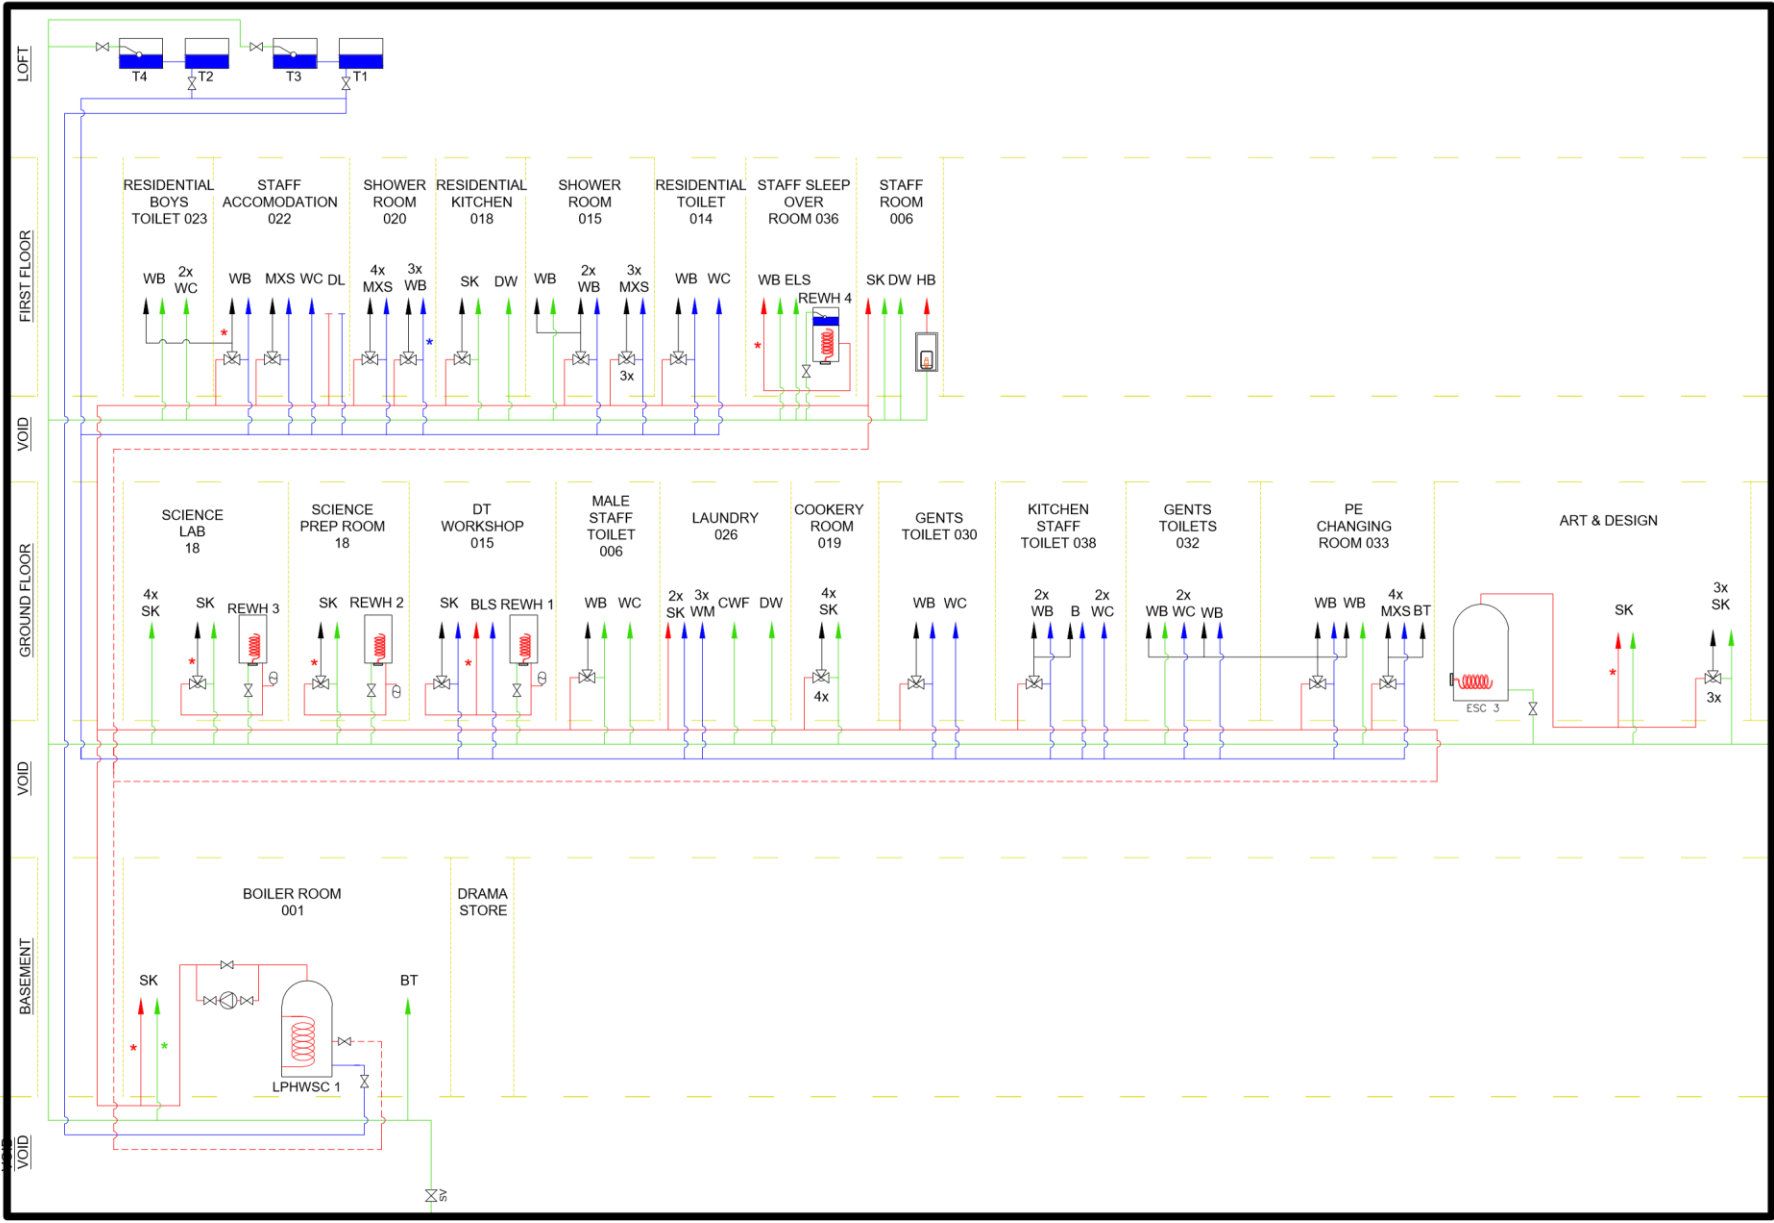 LOFT
T4
T2
T3
T1
FIRST FLOOR
RESIDENTIAL
BOYS
TOILET 023
STAFF
ACCOMODATION
022
SHOWER
ROOM
020
RESIDENTIAL
KITCHEN
018
SHOWER
ROOM
015
RESIDENTIAL
TOILET
014
STAFF SLEEP
OVER
ROOM 036
STAFF
ROOM
006
WB
2x
WC
WB
MXS
WC
DL
4x
MXS
3x
WB
SK
DW
WB
2x
WB
3x
MXS
WB
WC
WB
ELS
REWH 4
SK
DW
HB
*
*
*
3x
VOID
GROUND FLOOR
SCIENCE
LAB
18
SCIENCE
PREP ROOM
18
DT
WORKSHOP
015
MALE
STAFF
TOILET
006
LAUNDRY
026
COOKERY
ROOM
019
GENTS
TOILET 030
KITCHEN
STAFF
TOILET 038
GENTS
TOILETS
032
PE
CHANGING
ROOM 033
ART & DESIGN
4x
SK
SK
REWH 3
SK
REWH 2
SK
BLS
REWH 1
WB
WC
2x
SK
3x
WM
CWF
DW
4x
SK
WB
WC
2x
WB
B
2x
WC
WB
2x
WC
WB
WB
WB
4x
MXS
BT
SK
3x
SK
*
*
*
*
4x
3x
ESC 3
VOID
BASEMENT
BOILER ROOM
001
DRAMA
STORE
SK
BT
*
*
LPHWSC 1
VOID
VOID
SV